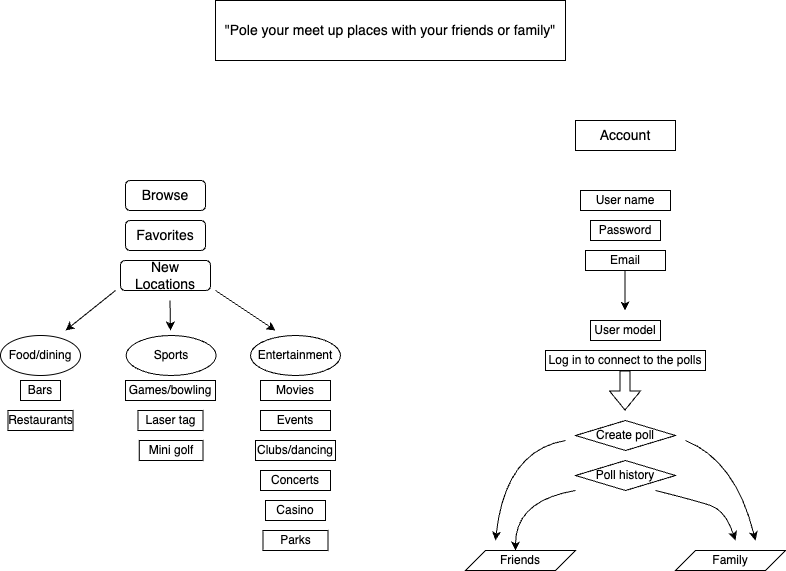 "Pole your meet up places with your friends or family"
Account
Browse
User name
Favorites
Password
New
Locations
Email
User model
Food/dining
Sports
Entertainment
Log in to connect to the polls
Bars
Games/bowling
Movies
Restaurants
Laser tag
Events
Create poll
Mini golf
Clubs/dancing
Concerts
Poll history
Casino
Parks
Friends
Family